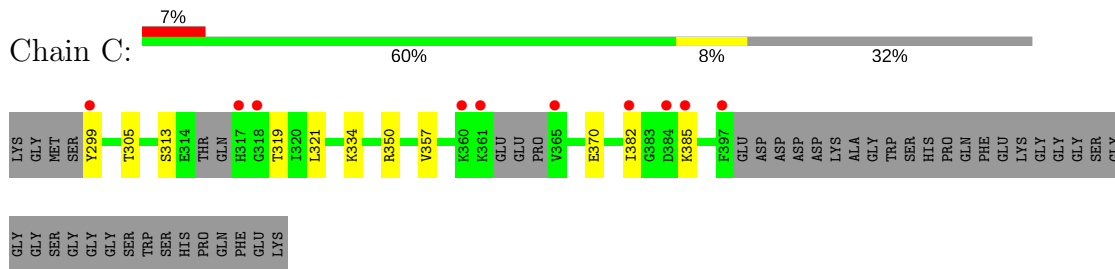 7%
Chain C:
60% 8% 32%
LYS GLY MET SER Y299 T305 S313 E314 THR GLN H317 G318 T319 I320 L321 K334 R350 V357 K360 K361 GLU GLU PRO V365 E370 I382 G383 D384 K385 F397 GLU ASP ASP ASP ASP LYS ALA GLY TRP SER HIS PRO GLN PHE GLU LYS GLY GLY GLY SER GLY
GLY GLY SER GLY GLY GLY SER TRP SER HIS PRO GLN PHE GLU LYS